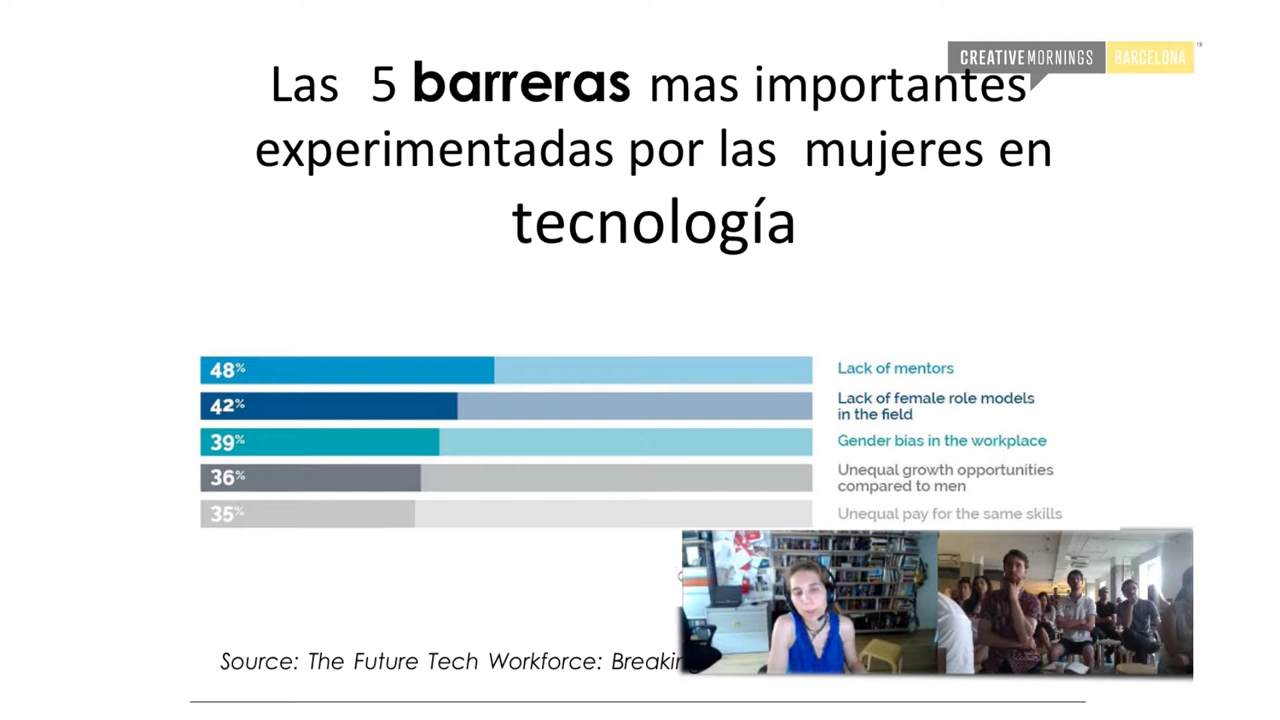 CREATIVEMORNINGS BARCELONA
Las 5 barreras mas importantes
experimentadas por las mujeres en
tecnología
48% Lack of mentors
42% Lack of female role models
in the field
39% Gender bias in the workplace
36% Unequal growth opportunities
compared to men
35% Unequal pay for the same skills
Source: The Future Tech Workforce: